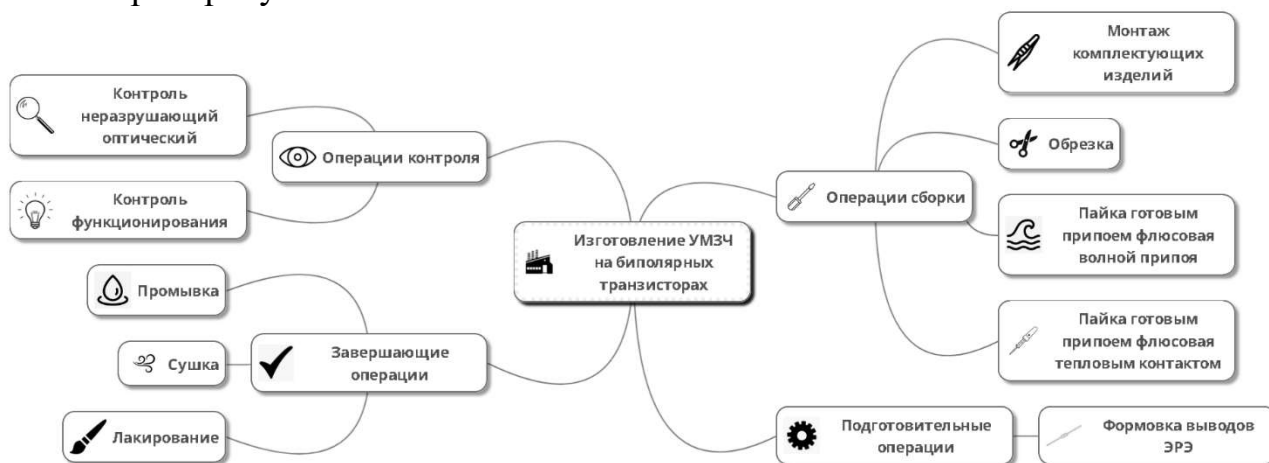 Монтаж
комплектующих
изделий
Контроль
неразрушающий
оптический
Операции контроля
Обрезка
Контроль
функционирования
Операции сборки
Пайка готовым
припоем флюсовая
волной припоя
Изготовление УМЗЧ
на биполярных
транзисторах
Промывка
Сушка
Завершающие
операции
Пайка готовым
припоем флюсовая
тепловым контактом
Лакирование
Подготовительные
операции
Формовка выводов
ЭРЭ